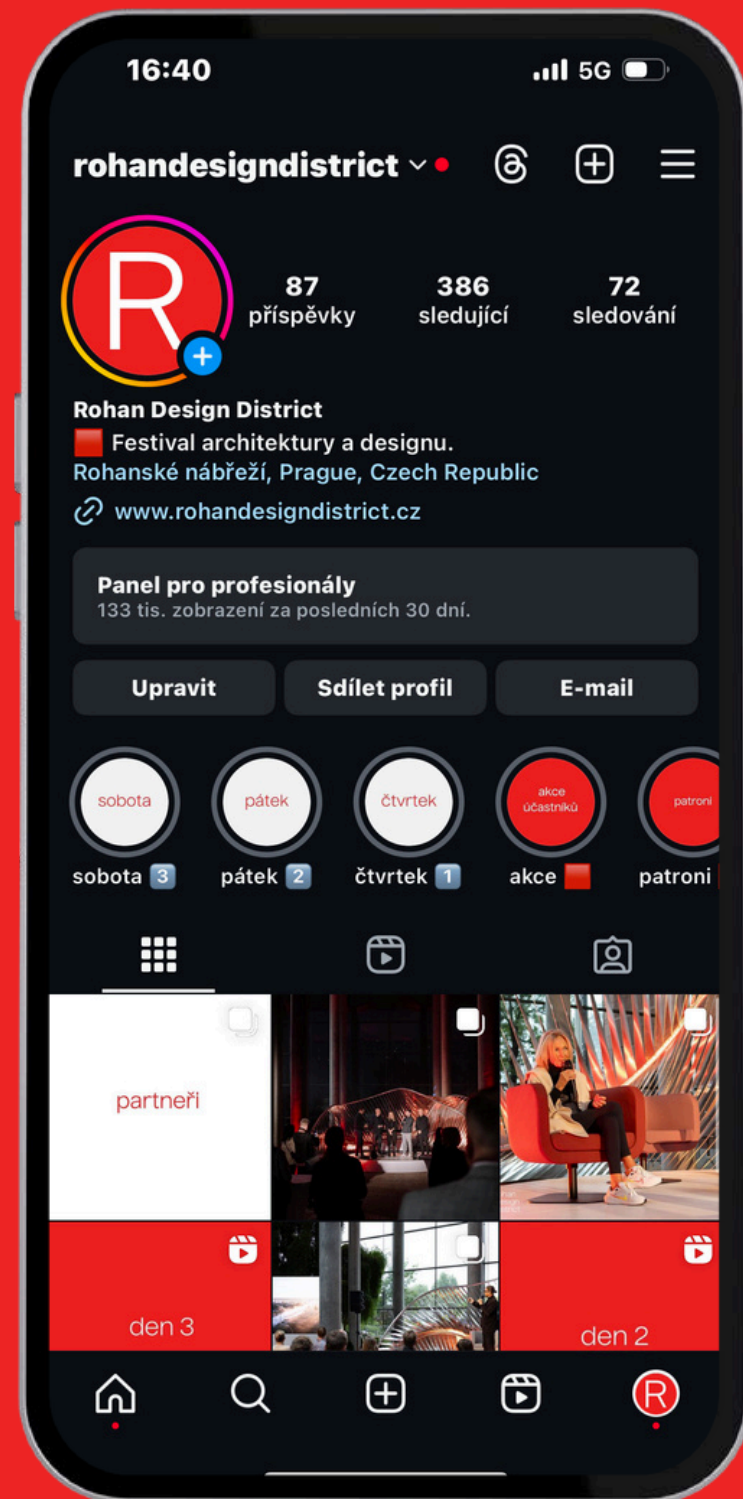 16:40
5G
rohandesigndistrict
R
87
příspěvky
386
sledující
72
sledování
Rohan Design District
Festival architektury a designu.
Rohanské nábřeží, Prague, Czech Republic
www.rohandesigndistrict.cz
Panel pro profesionály
133 tis. zobrazení za posledních 30 dní.
Upravit
Sdílet profil
E-mail
sobota
pátek
čtvrtek
akce
účastníků
patroni
sobota 3
pátek 2
čtvrtek 1
akce
patroni
partneři
den 3
den 2
R